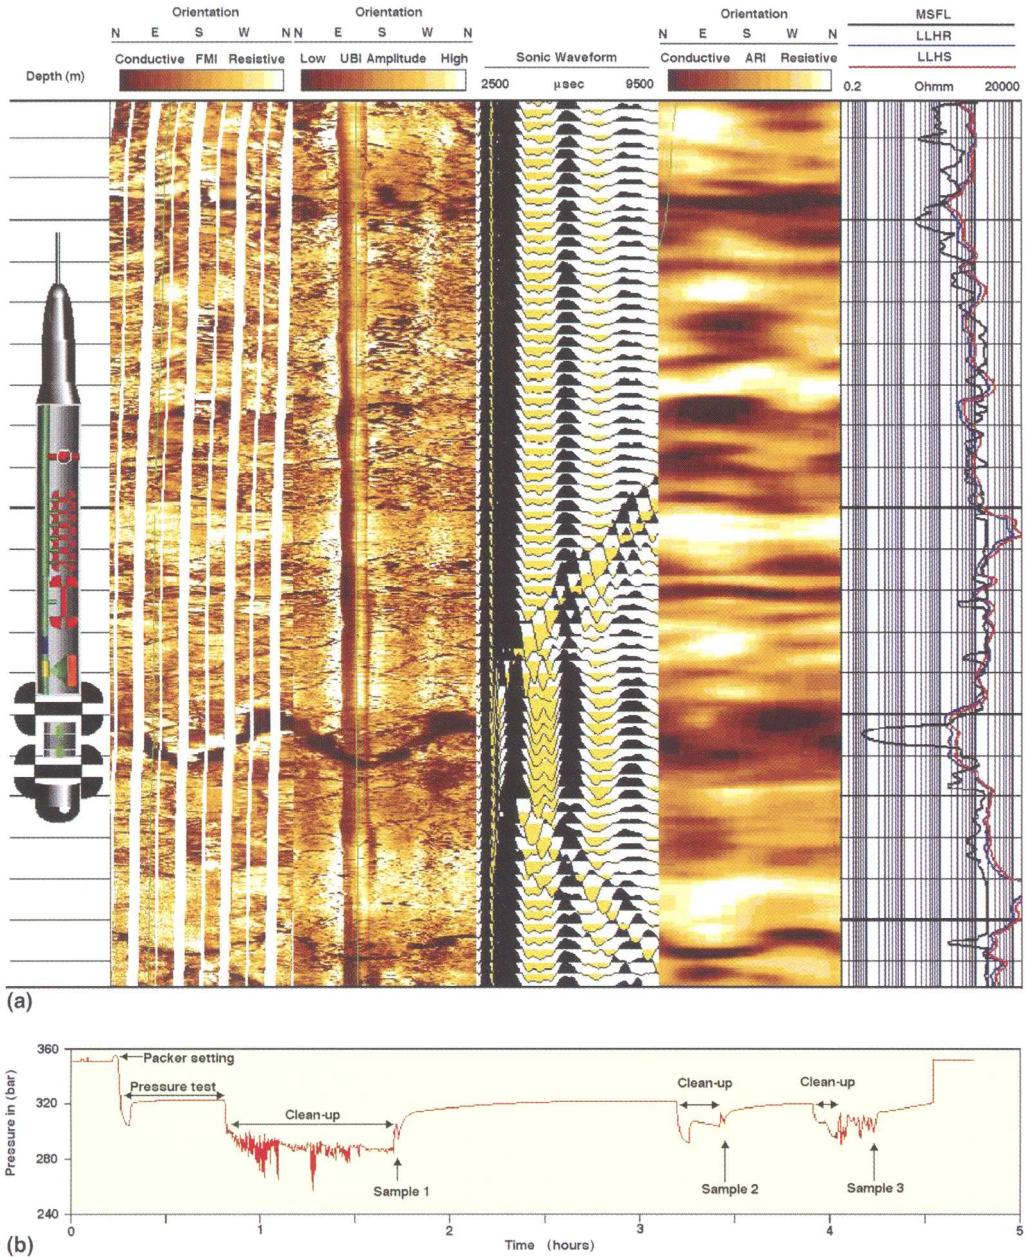 Orientation
Orientation
Orientation
MSFL
N E S W N
N E S W N
N E S W N
LLHR
Conductive FMI Resistive
Low UBI Amplitude High
Sonic Waveform
Conductive ARI Resistive
LLHS
Depth (m)
2500 μsec 9500
0.2 Ohmm 20000
(a)
360
Packer setting
Pressure test
Clean-up
Clean-up
Clean-up
320
280
240
Pressure in (bar)
Sample 1
Sample 2
Sample 3
0 1 2 3 4 5
Time (hours)
(b)